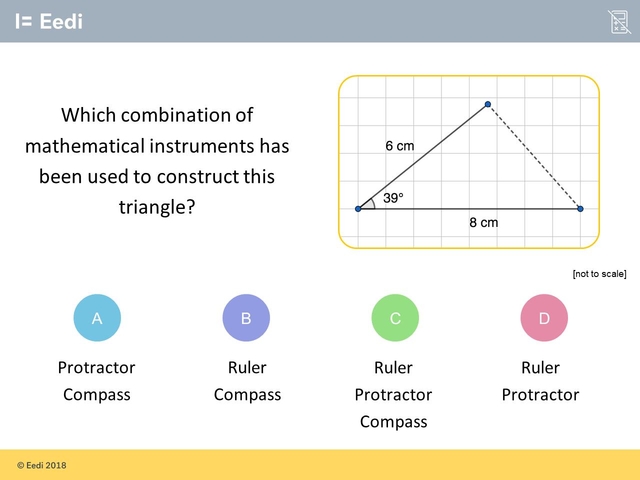 I= Eedi
Which combination of
mathematical instruments has
been used to construct this
triangle?
6 cm
39°
8 cm
[not to scale]
A
Protractor
Compass
B
Ruler
Compass
C
Ruler
Protractor
Compass
D
Ruler
Protractor
© Eedi 2018